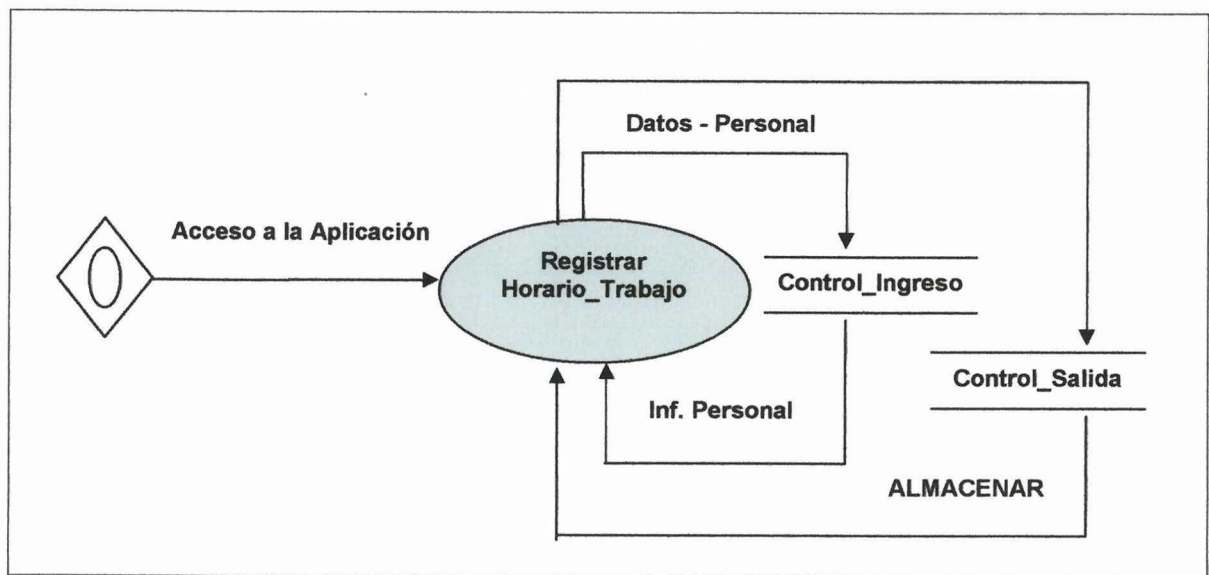 Datos - Personal
Acceso a la Aplicación
Registrar
Horario_Trabajo
Control_Ingreso
Control_Salida
Inf. Personal
ALMACENAR